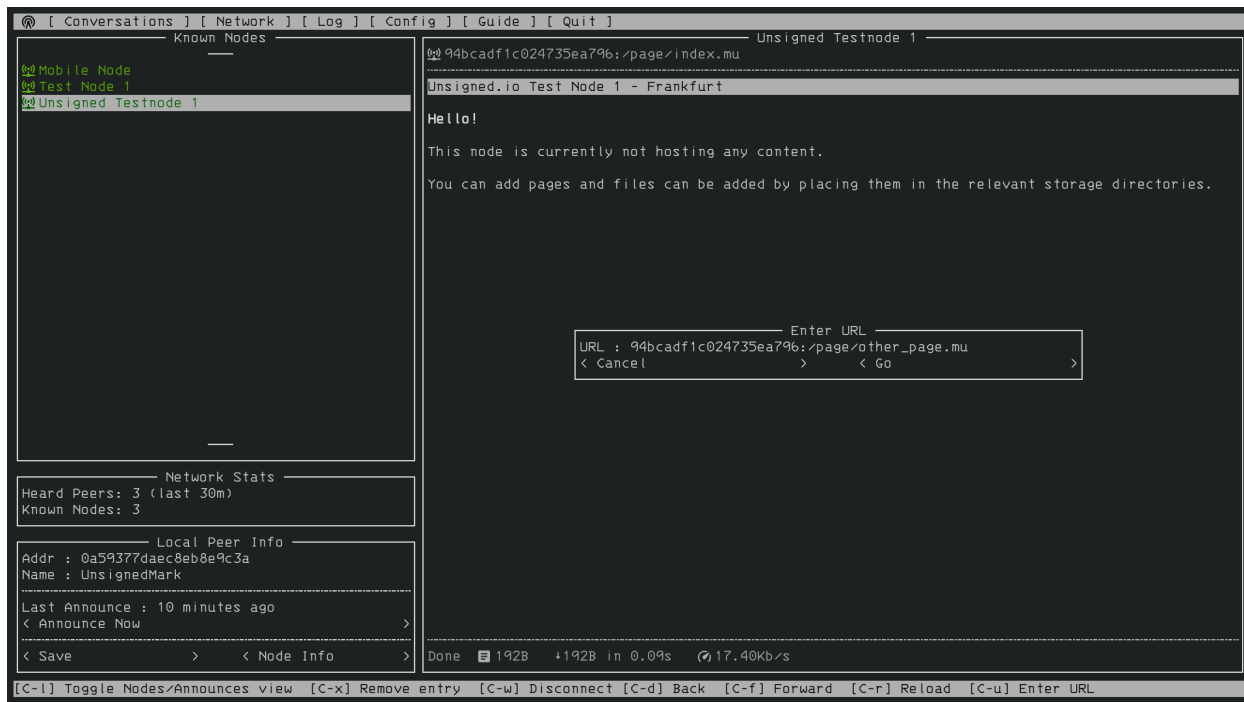 [ Conversations ] [ Network ] [ Log ] [ Config ] [ Guide ] [ Quit ]
Known Nodes
Mobile Node
Test Node 1
Unsigned Testnode 1
Network Stats
Heard Peers: 3 (last 30m)
Known Nodes: 3
Local Peer Info
Addr : 0a59377daec8eb8e9c3a
Name : UnsignedMark
Last Announce : 10 minutes ago
< Announce Now >
< Save > < Node Info >
Unsigned Testnode 1
94bcadf1c024735ea796:/page/index.mu
Unsigned.io Test Node 1 - Frankfurt
Hello!
This node is currently not hosting any content.
You can add pages and files can be added by placing them in the relevant storage directories.
Enter URL
URL : 94bcadf1c024735ea796:/page/other_page.mu
< Cancel > < Go >
Done 192B ↓192B in 0.09s 17.40Kb/s
[C-l] Toggle Nodes/Announces view [C-x] Remove entry [C-w] Disconnect [C-d] Back [C-f] Forward [C-r] Reload [C-u] Enter URL